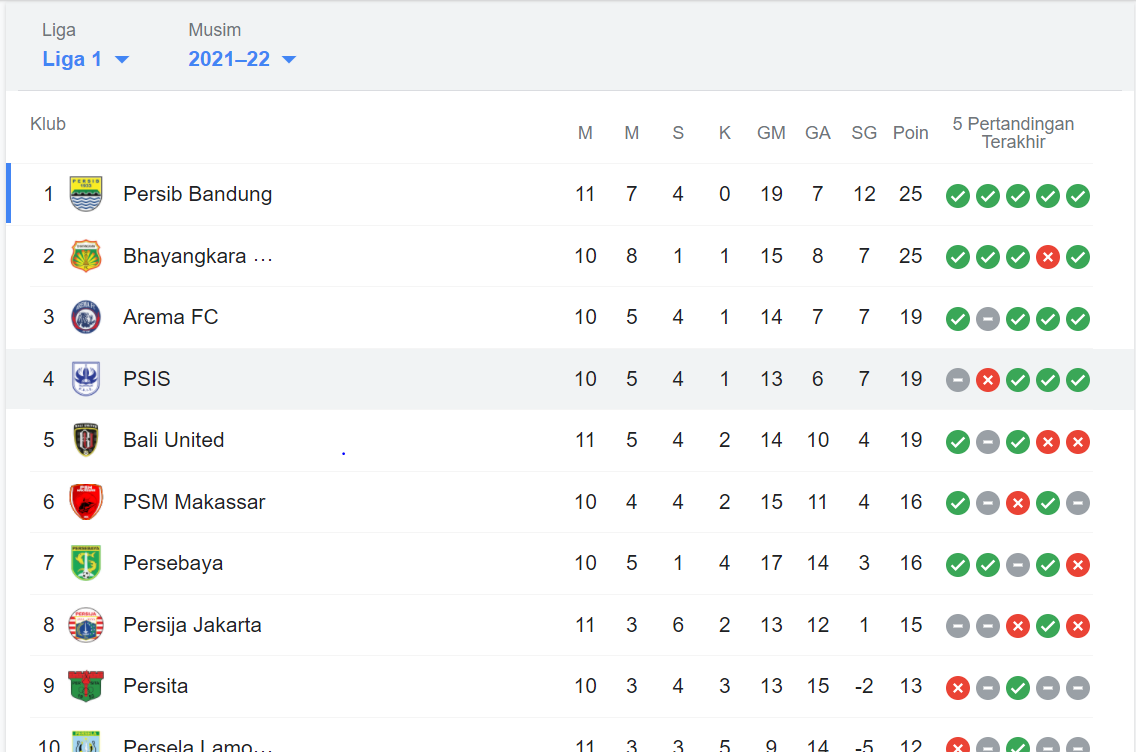 Liga Musim
Liga 1 2021–22
Klub M M S K GM GA SG Poin 5 Pertandingan
Terakhir
1 Persib Bandung 11 7 4 0 19 7 12 25
2 Bhayangkara ... 10 8 1 1 15 8 7 25
3 Arema FC 10 5 4 1 14 7 7 19
4 PSIS 10 5 4 1 13 6 7 19
5 Bali United 11 5 4 2 14 10 4 19
6 PSM Makassar 10 4 4 2 15 11 4 16
7 Persebaya 10 5 1 4 17 14 3 16
8 Persija Jakarta 11 3 6 2 13 12 1 15
9 Persita 10 3 4 3 13 15 -2 13
10 Persela Lamo... 11 3 3 5 9 14 -5 12